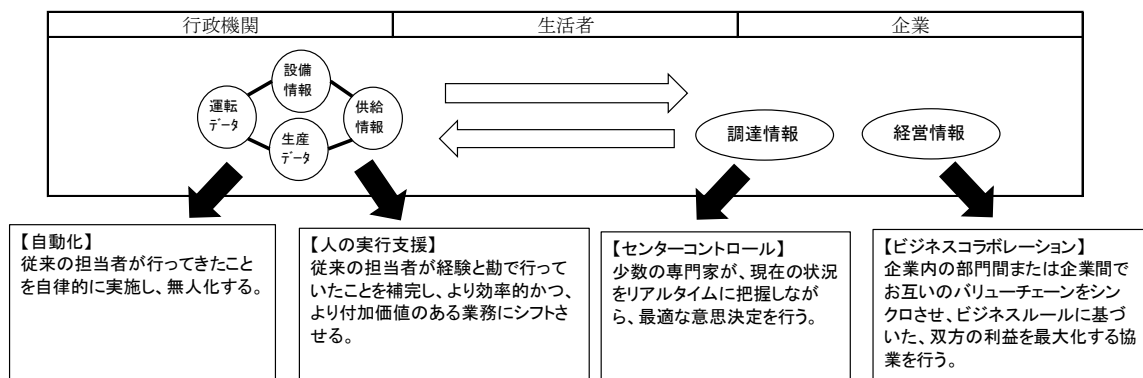 行政機関
生活者
企業
設備
情報
運転
ﾃﾞｰﾀ
供給
情報
生産
ﾃﾞｰﾀ
調達情報
経営情報
【自動化】
従来の担当者が行ってきたこと
を自律的に実施し、無人化する。
【人の実行支援】
従来の担当者が経験と勘で行って
いたことを補完し、より効率的かつ、
より付加価値のある業務にシフトさ
せる。
【センターコントロール】
少数の専門家が、現在の状況
をリアルタイムに把握しなが
ら、最適な意思決定を行う。
【ビジネスコラボレーション】
企業内の部門間または企業間で
お互いのバリューチェーンをシン
クロさせ、ビジネスルールに基づ
いた、双方の利益を最大化する協
業を行う。